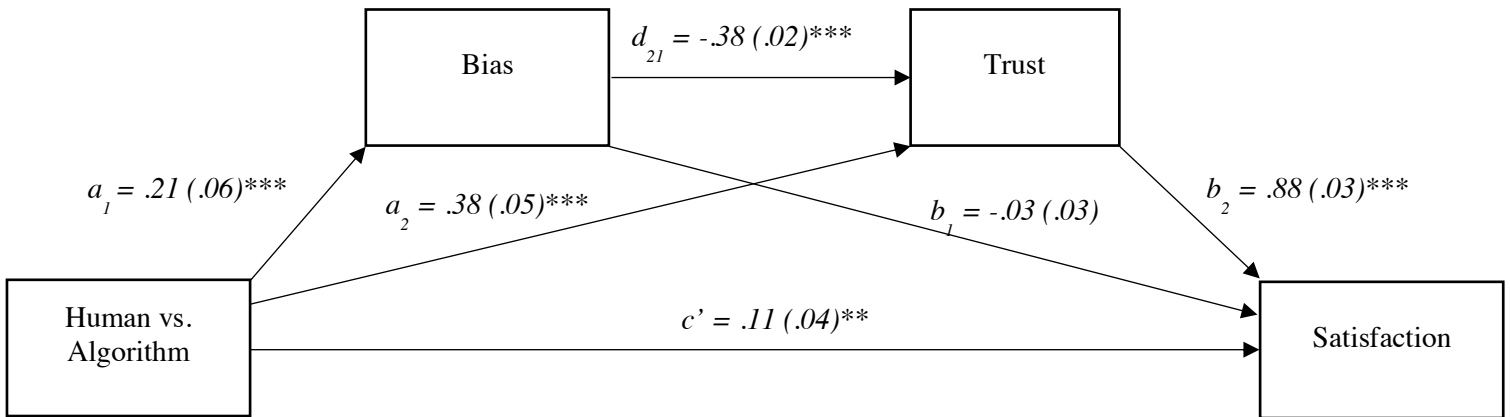 d21 = -.38 (.02)***
Bias
Trust
a1 = .21 (.06)***
a2 = .38 (.05)***
b1 = -.03 (.03)
b2 = .88 (.03)***
Human vs.
Algorithm
c’ = .11 (.04)**
Satisfaction